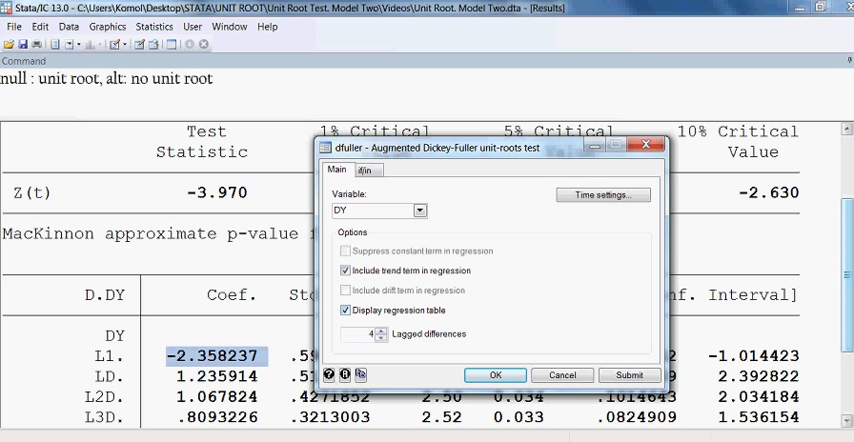 Stata/IC 13.0 - C:\Users\Komol\Desktop\STATA\UNIT ROOT\Unit Root Test. Model Two\Videos\Unit Root. Model Two.dta - [Results]
File Edit Data Graphics Statistics User Window Help
Command
null : unit root, alt: no unit root
Test 1% Critical 5% Critical 10% Critical
Statistic Value
Z(t) -3.970 -2.630
MacKinnon approximate p-value
D.DY Coef. Interval]
DY
L1. -2.358237 -1.014423
LD. 1.235914 2.392822
L2D. 1.067824 .4271852 2.50 0.034 .1014643 2.034184
L3D. .8093226 .3213003 2.52 0.033 .0824909 1.536154
dfuller - Augmented Dickey-Fuller unit-roots test
Main if/in
Variable:
DY
Time settings...
Options
Suppress constant term in regression
Include trend term in regression
Include drift term in regression
Display regression table
4 Lagged differences
OK Cancel Submit